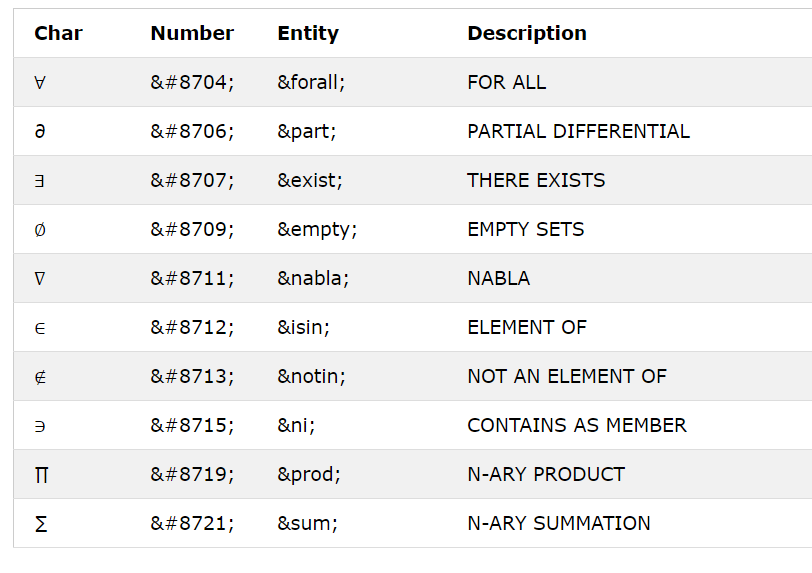 Char Number Entity Description
∀ &#8704; &forall; FOR ALL
∂ &#8706; &part; PARTIAL DIFFERENTIAL
∃ &#8707; &exist; THERE EXISTS
∅ &#8709; &empty; EMPTY SETS
∇ &#8711; &nabla; NABLA
∈ &#8712; &isin; ELEMENT OF
∉ &#8713; &notin; NOT AN ELEMENT OF
∋ &#8715; &ni; CONTAINS AS MEMBER
∏ &#8719; &prod; N-ARY PRODUCT
∑ &#8721; &sum; N-ARY SUMMATION